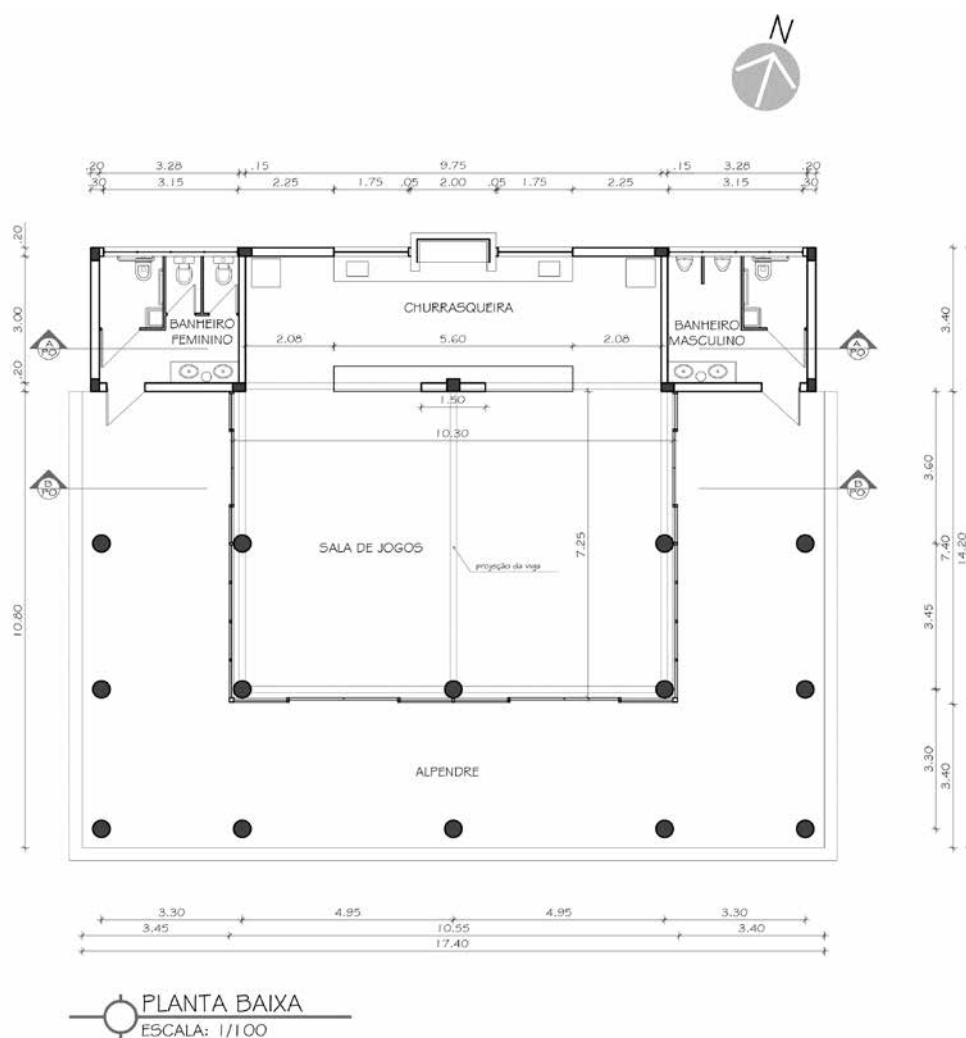 N
.20 3.28 .15 9.75 .15 3.28 .20
.30 3.15 2.25 1.75 .05 2.00 .05 1.75 2.25 3.15 .30
.20
3.00
.20
10.80
CHURRASQUEIRA
BANHEIRO
FEMININO
BANHEIRO
MASCULINO
2.08 5.60 2.08
A
PO
A
PO
1.50
10.30
B
PO
B
PO
SALA DE JOGOS
projeção da viga
7.25
3.40
3.60
7.40
14.20
3.45
3.30
3.40
ALPENDRE
3.30 4.95 4.95 3.30
3.45 10.55 3.40
17.40
PLANTA BAIXA
ESCALA: 1/100